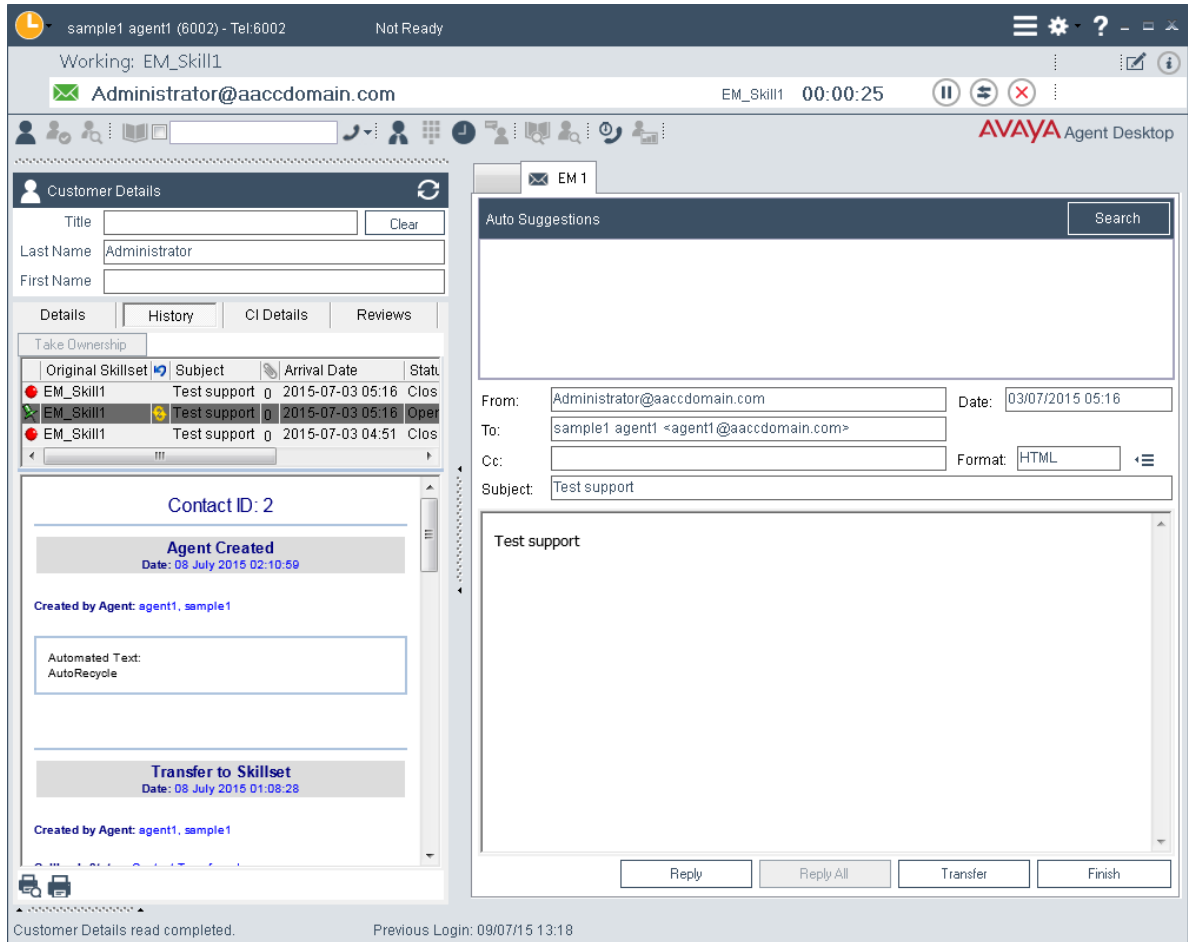 sample1 agent1 (6002) - Tel:6002 Not Ready
Working: EM_Skill1
Administrator@aaccdomain.com EM_Skill1 00:00:25
AVAYA Agent Desktop
Customer Details
Title Clear
Last Name Administrator
First Name
Details History CI Details Reviews
Take Ownership
Original Skillset Subject Arrival Date Statu
EM_Skill1 Test support 0 2015-07-03 05:16 Clos
EM_Skill1 Test support 0 2015-07-03 05:16 Oper
EM_Skill1 Test support 0 2015-07-03 04:51 Clos
Contact ID: 2
Agent Created
Date: 08 July 2015 02:10:59
Created by Agent: agent1, sample1
Automated Text:
AutoRecycle
Transfer to Skillset
Date: 08 July 2015 01:08:28
Created by Agent: agent1, sample1
EM 1
Auto Suggestions Search
From: Administrator@aaccdomain.com Date: 03/07/2015 05:16
To: sample1 agent1 <agent1@aaccdomain.com>
Cc: Format: HTML
Subject: Test support
Test support
Reply Reply All Transfer Finish
Customer Details read completed. Previous Login: 09/07/15 13:18